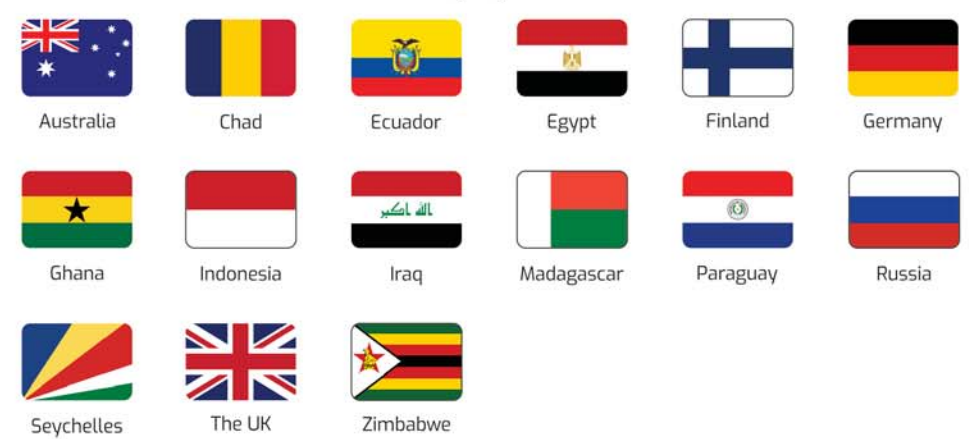 Australia Chad Ecuador Egypt Finland Germany
الله اكبر
Ghana Indonesia Iraq Madagascar Paraguay Russia
Seychelles The UK Zimbabwe